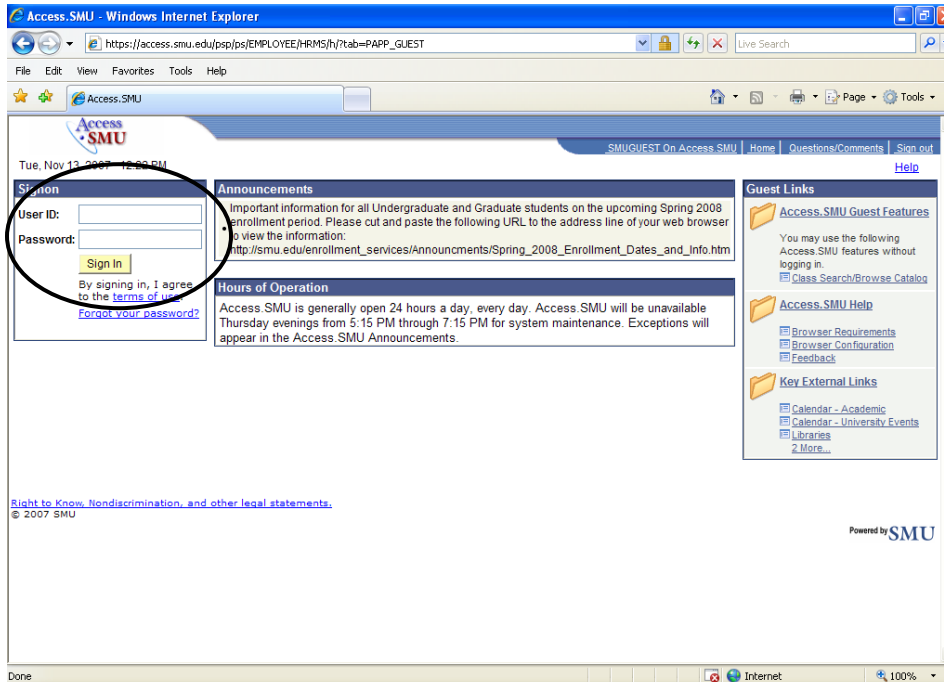 Access.SMU - Windows Internet Explorer
https://access.smu.edu/psp/ps/EMPLOYEE/HRMS/h/?tab=PAPP_GUEST
Live Search
File Edit View Favorites Tools Help
Access.SMU
Page Tools
Access
SMU
SMUGUEST On Access.SMU Home Questions/Comments Sign out
Tue, Nov 13, 2007 12:22 PM
Help
Signon
User ID:
Password:
Sign In
By signing in, I agree
to the terms of use.
Forgot your password?
Announcements
• Important information for all Undergraduate and Graduate students on the upcoming Spring 2008
enrollment period. Please cut and paste the following URL to the address line of your web browser
to view the information:
http://smu.edu/enrollment_services/Announcments/Spring_2008_Enrollment_Dates_and_Info.htm
Hours of Operation
Access.SMU is generally open 24 hours a day, every day. Access.SMU will be unavailable
Thursday evenings from 5:15 PM through 7:15 PM for system maintenance. Exceptions will
appear in the Access.SMU Announcements.
Guest Links
Access.SMU Guest Features
You may use the following
Access.SMU features without
logging in.
Class Search/Browse Catalog
Access.SMU Help
Browser Requirements
Browser Configuration
Feedback
Key External Links
Calendar - Academic
Calendar - University Events
Libraries
2 More...
Right to Know, Nondiscrimination, and other legal statements.
© 2007 SMU
Powered by SMU
Done
Internet
100%